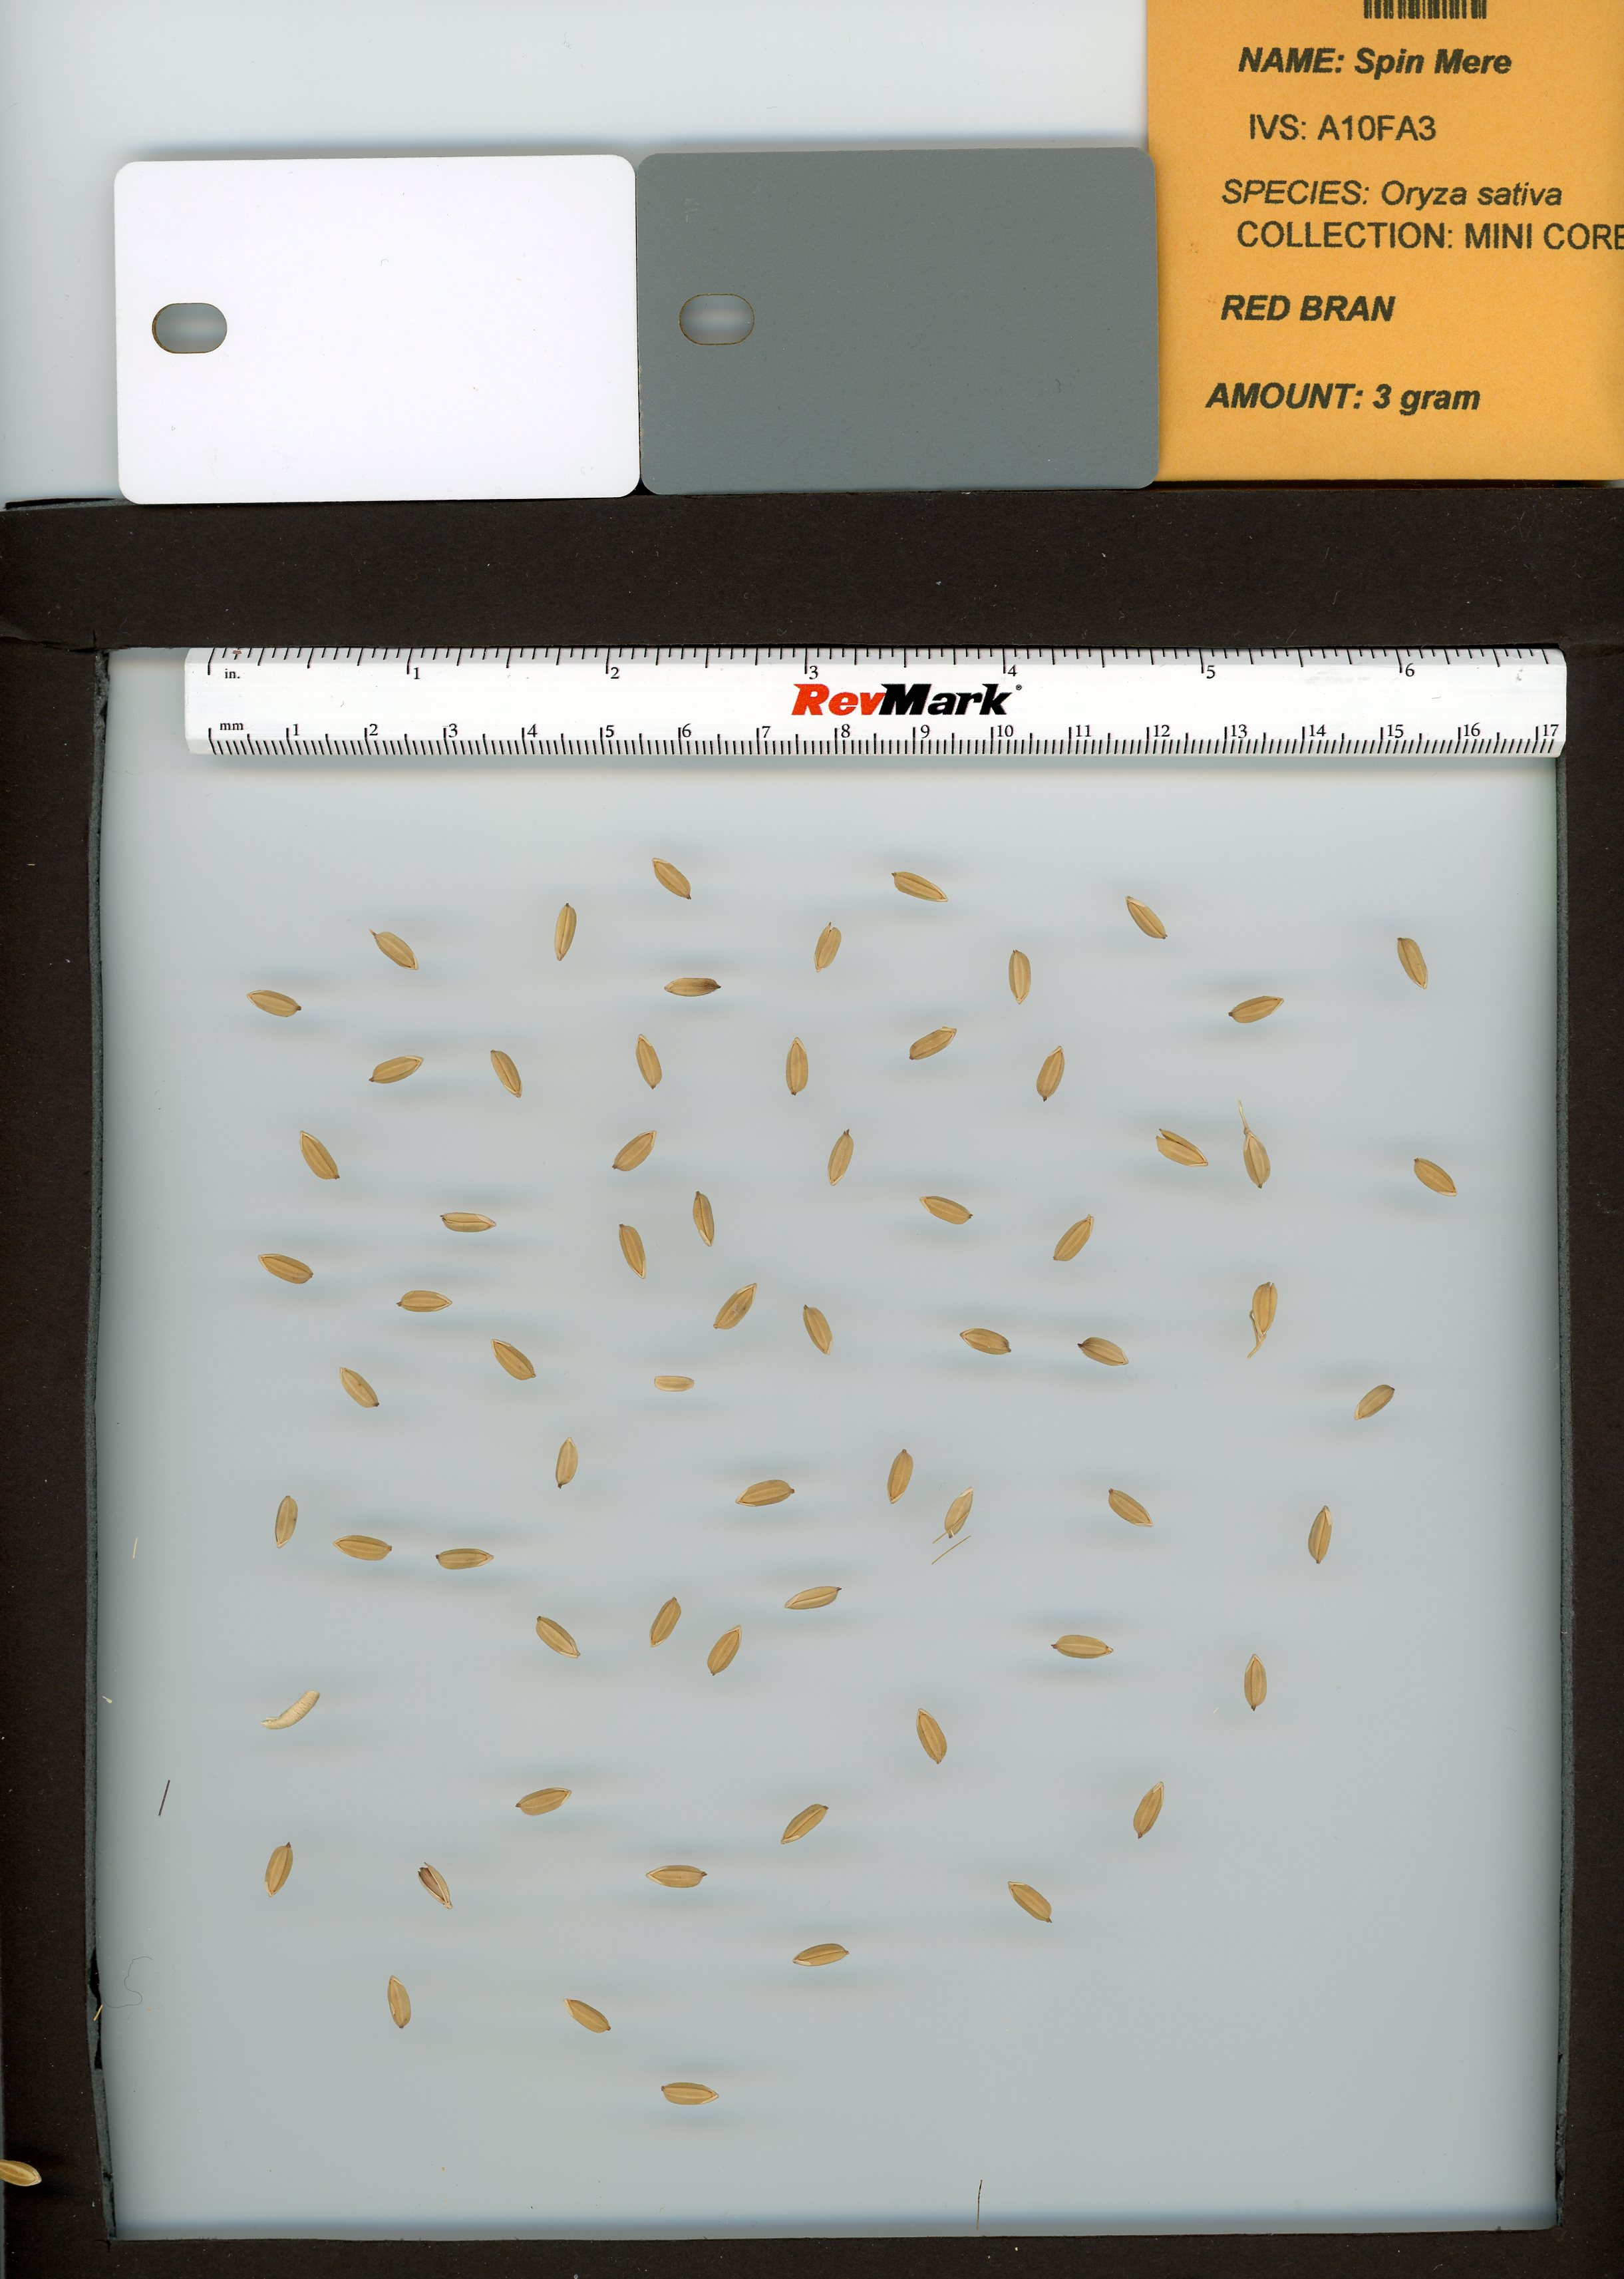 NAME: Spin Mere
IVS: A10FA3
SPECIES: Oryza sativa
COLLECTION: MINI CORE
RED BRAN
AMOUNT: 3 gram
in. 1 2 3 4 5 6
RevMark®
mm 1 2 3 4 5 6 7 8 9 10 11 12 13 14 15 16 17